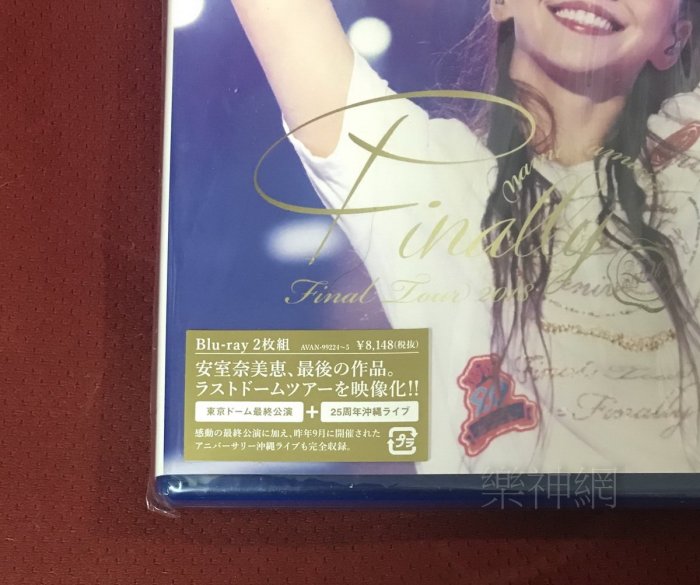 Finally
Final Tour 2018
Blu-ray 2枚組 AVAN-99224~5 ¥8,148(税抜)
安室奈美恵、最後の作品。
ラストドームツアーを映像化!!
東京ドーム最終公演 + 25周年沖縄ライブ
感動の最終公演に加え、昨年9月に開催された
アニバーサリー沖縄ライブも完全収録。
プラ
Finally
樂神網